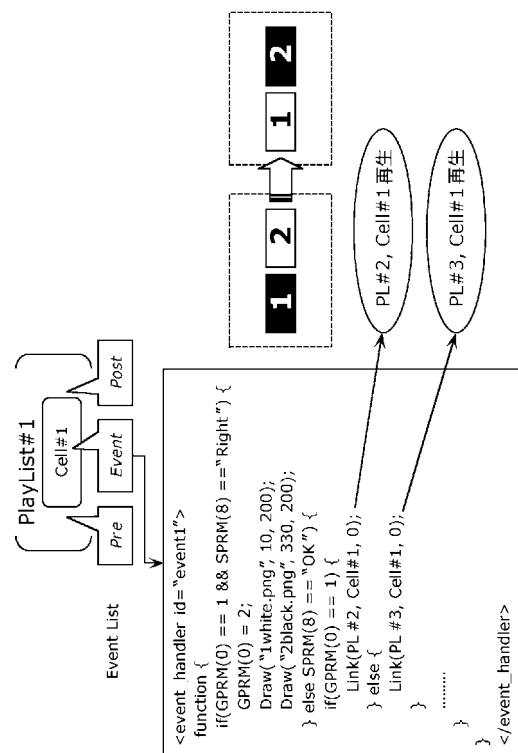 PlayList#1
Cell#1
Pre
Event
Post
Event List
<event_handler id="event1">
function {
if(GPRM(0) == 1 && SPRM(8) =="Right") {
GPRM(0) = 2;
Draw("1white.png", 10, 200);
Draw("2black.png", 330, 200);
} else SPRM(8) =="OK") {
if(GPRM(0) == 1) {
Link(PL #2, Cell#1, 0);
} else {
Link(PL #3, Cell#1, 0);
}
.........
}
}
</event_handler>
1
2
1
2
PL#2, Cell#1 再生
PL#3, Cell#1 再生